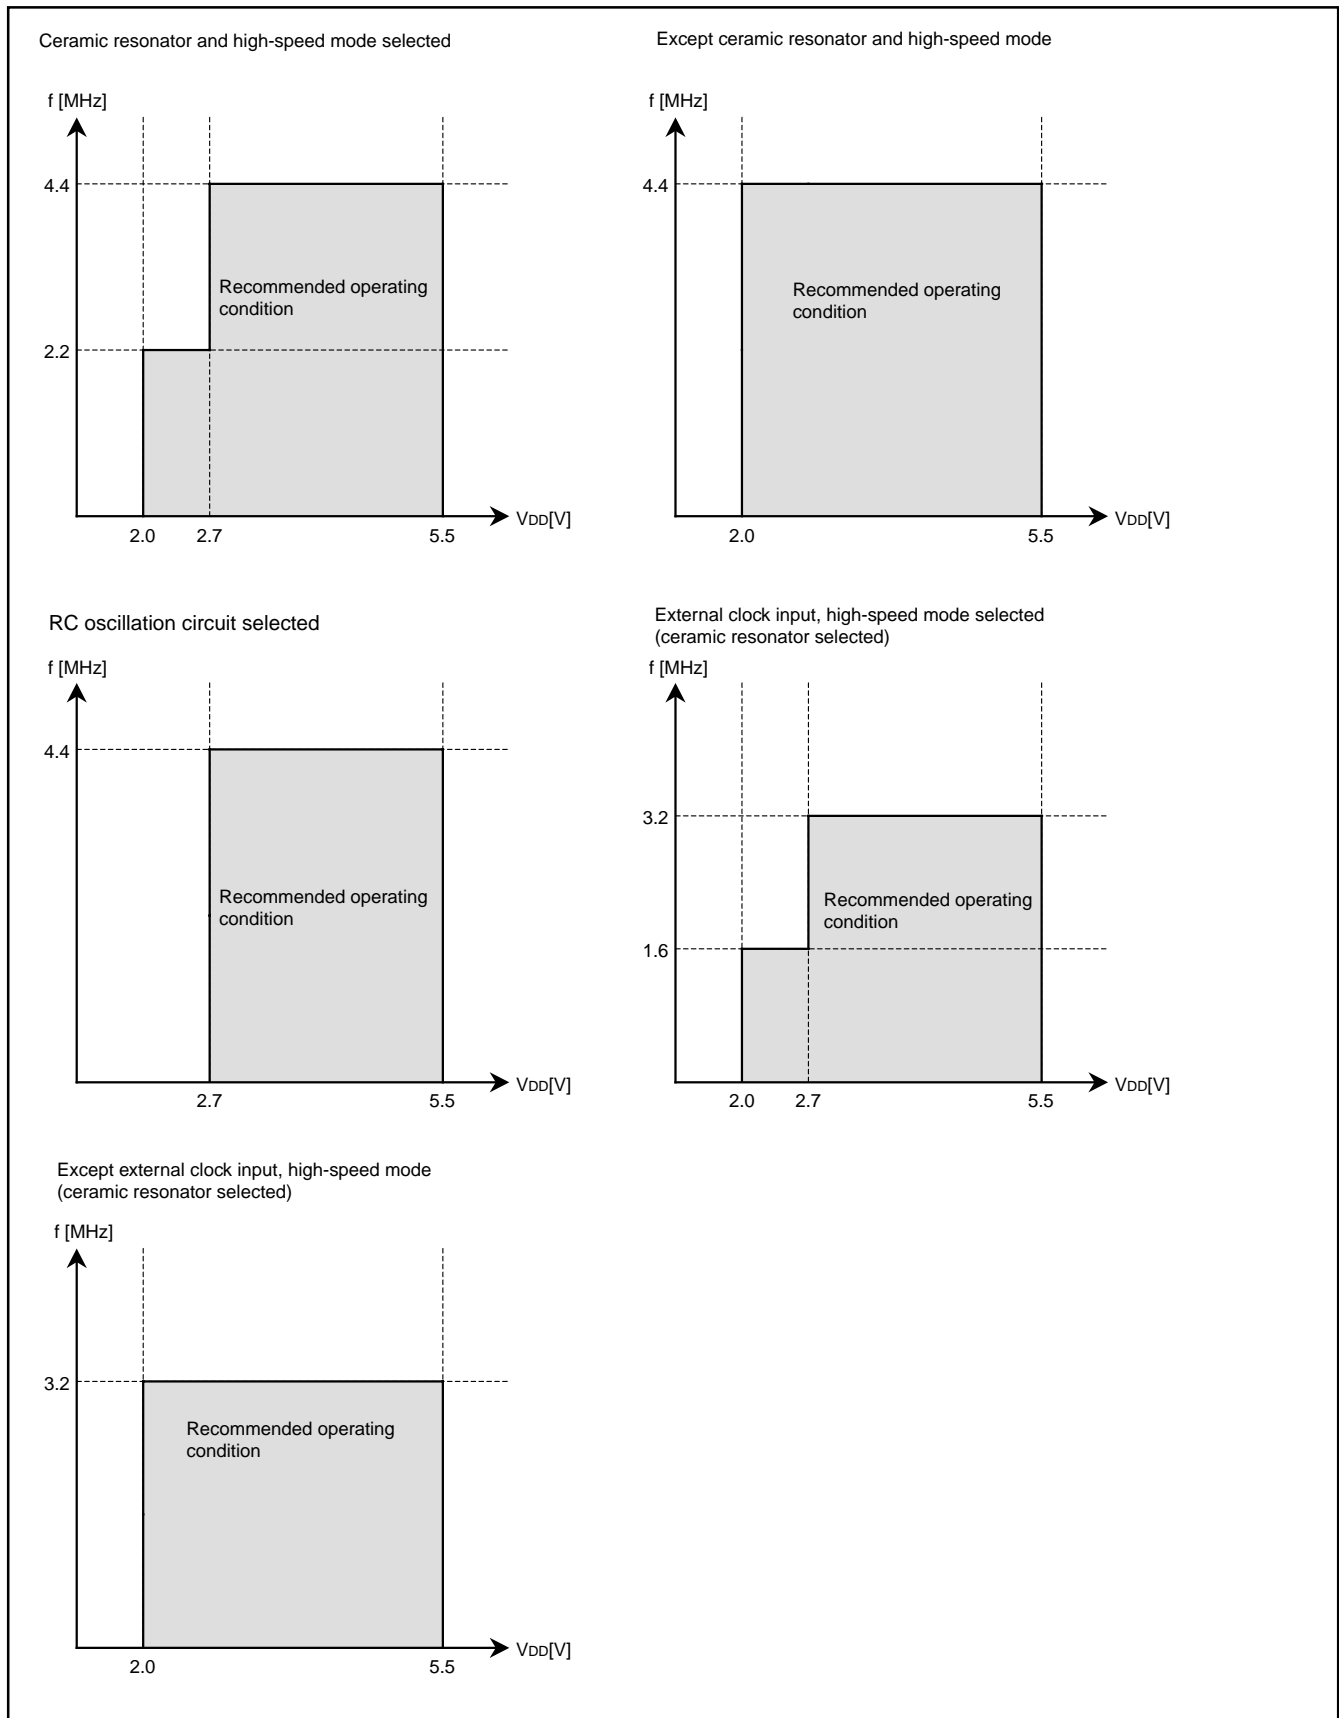 Ceramic resonator and high-speed mode selected
f [MHz]
4.4
Recommended operating
condition
2.2
2.0 2.7 5.5
VDD[V]
Except ceramic resonator and high-speed mode
f [MHz]
4.4
Recommended operating
condition
2.0 5.5
VDD[V]
RC oscillation circuit selected
f [MHz]
4.4
Recommended operating
condition
2.7 5.5
VDD[V]
External clock input, high-speed mode selected
(ceramic resonator selected)
f [MHz]
3.2
Recommended operating
condition
1.6
2.0 2.7 5.5
VDD[V]
Except external clock input, high-speed mode
(ceramic resonator selected)
f [MHz]
3.2
Recommended operating
condition
2.0 5.5
VDD[V]